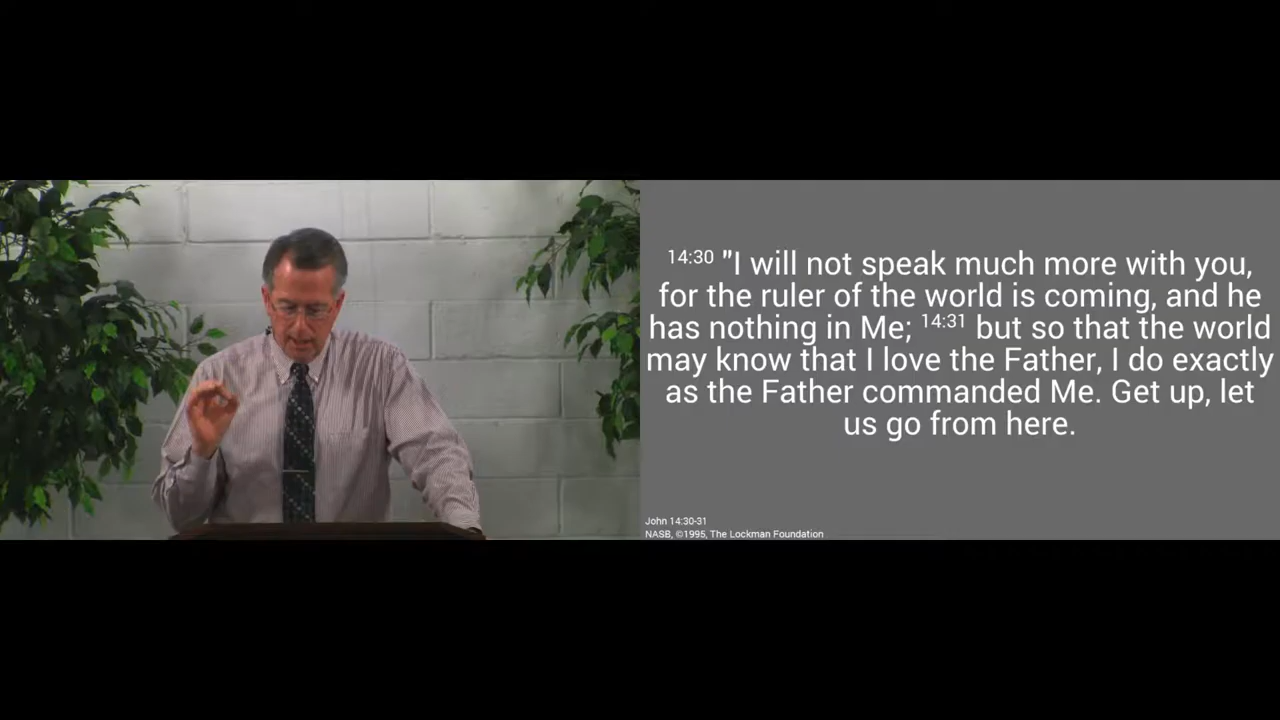 14:30 "I will not speak much more with you,
for the ruler of the world is coming, and he
has nothing in Me; 14:31 but so that the world
may know that I love the Father, I do exactly
as the Father commanded Me. Get up, let
us go from here.
John 14:30-31
NASB, ©1995, The Lockman Foundation